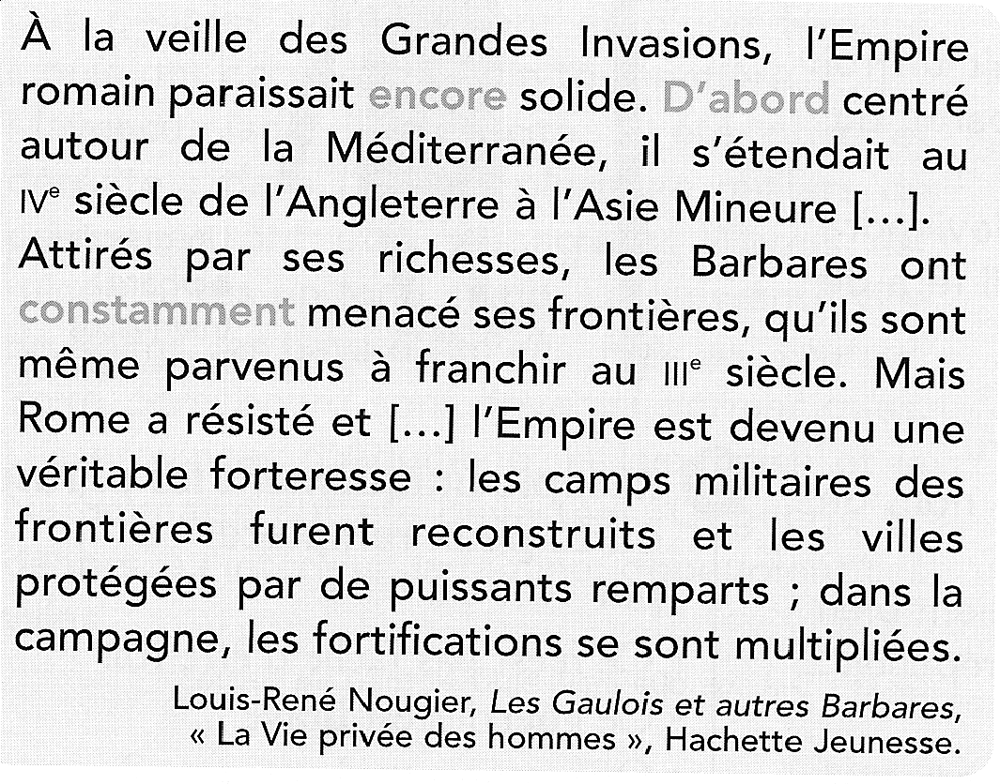 À la veille des Grandes Invasions, l'Empire
romain paraissait encore solide. D'abord centré
autour de la Méditerranée, il s'étendait au
IVe siècle de l'Angleterre à l'Asie Mineure […].
Attirés par ses richesses, les Barbares ont
constamment menacé ses frontières, qu'ils sont
même parvenus à franchir au IIIe siècle. Mais
Rome a résisté et […] l'Empire est devenu une
véritable forteresse : les camps militaires des
frontières furent reconstruits et les villes
protégées par de puissants remparts ; dans la
campagne, les fortifications se sont multipliées.
Louis-René Nougier, Les Gaulois et autres Barbares,
« La Vie privée des hommes », Hachette Jeunesse.